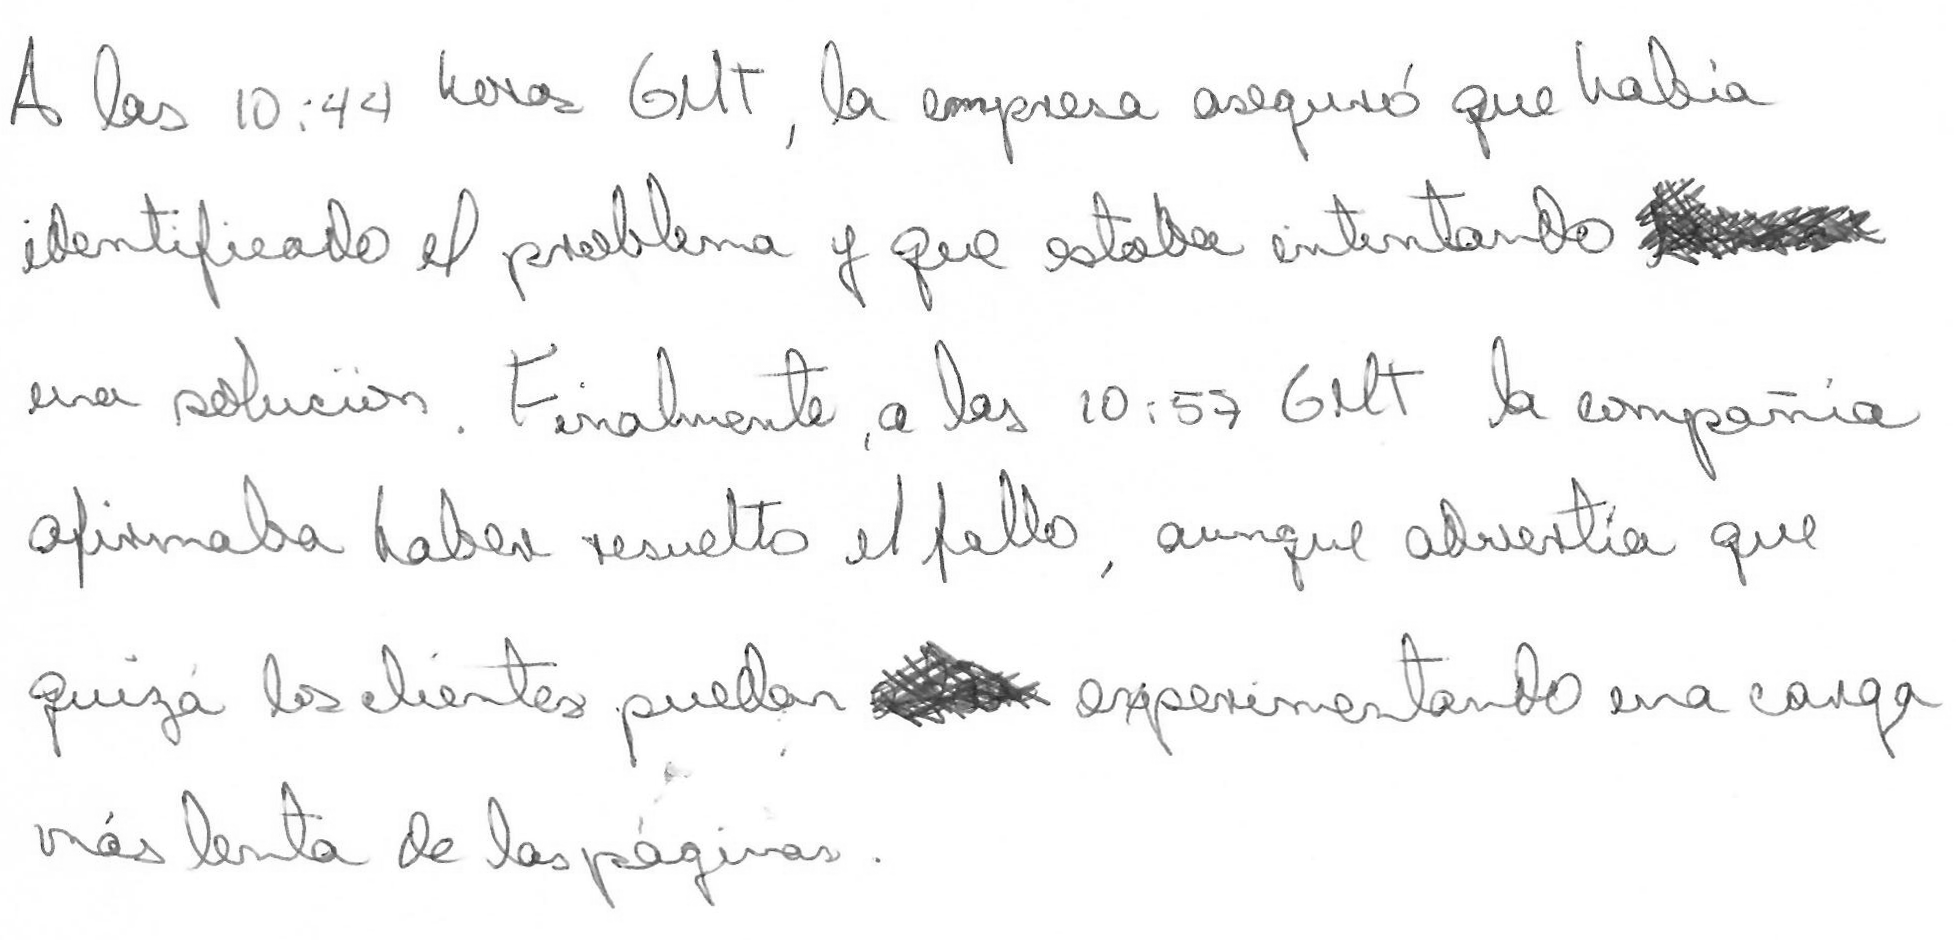 A las 10:44 horas GMT, la empresa aseguró que había
identificado el problema y que estaba intentando
una solución. Finalmente, a las 10:57 GMT la compañía
afirmaba haber resuelto el fallo, aunque advertía que
quizá los clientes puedan experimentando una carga
más lenta de las páginas.